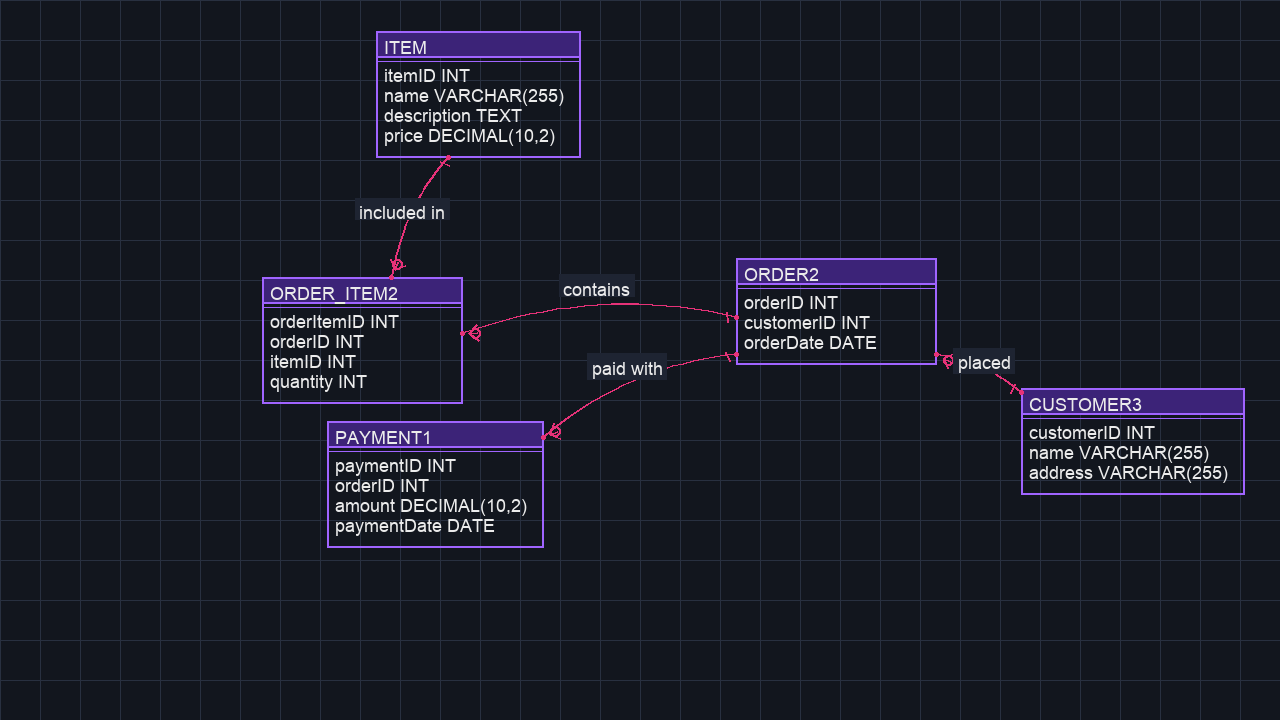 ITEM
itemID INT
name VARCHAR(255)
description TEXT
price DECIMAL(10,2)
included in
ORDER_ITEM2
orderItemID INT
orderID INT
itemID INT
quantity INT
contains
ORDER2
orderID INT
customerID INT
orderDate DATE
paid with
placed
PAYMENT1
paymentID INT
orderID INT
amount DECIMAL(10,2)
paymentDate DATE
CUSTOMER3
customerID INT
name VARCHAR(255)
address VARCHAR(255)